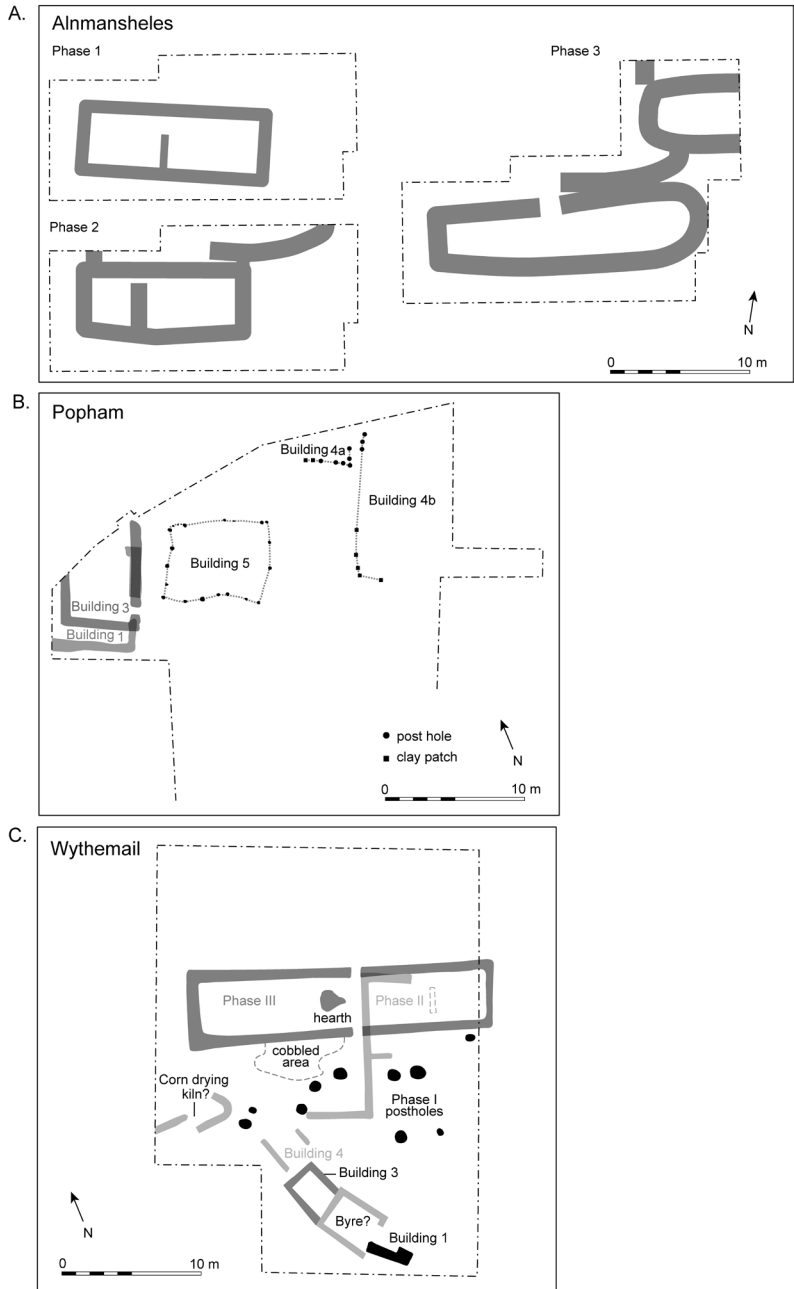 A.
Alnmansheles
Phase 1
Phase 3
Phase 2
N
0 10 m
B.
Popham
Building 4a
Building 4b
Building 5
Building 3
Building 1
post hole
clay patch
N
0 10 m
C.
Wythemail
Phase III
Phase II
hearth
cobbled
area
Corn drying
kiln?
Phase I
postholes
Building 4
Building 3
Byre?
Building 1
N
0 10 m